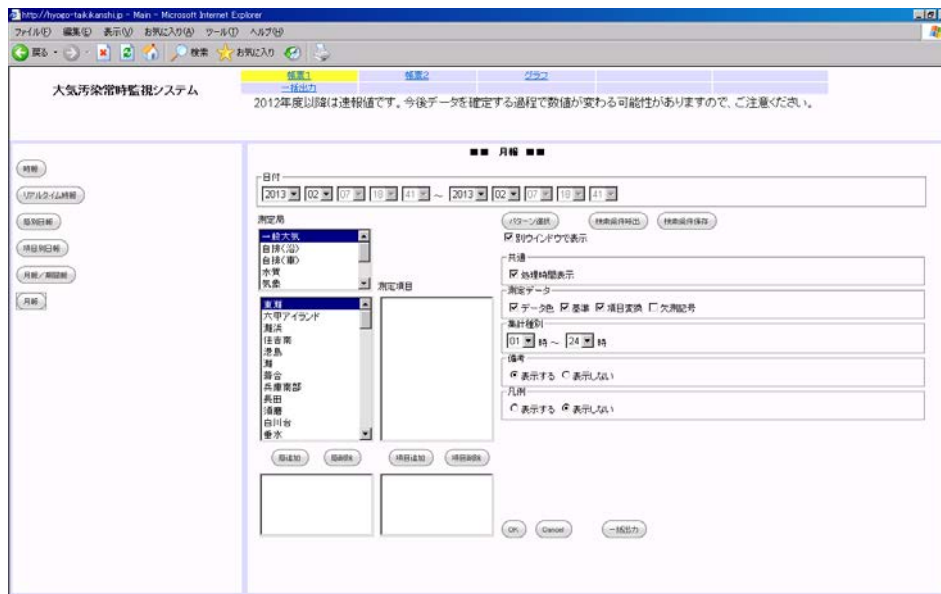 http://hyogo-taikikanshi.jp - Main - Microsoft Internet Explorer
ファイル(F) 編集(E) 表示(V) お気に入り(A) ツール(T) ヘルプ(H)
戻る 検索 お気に入り
大気汚染常時監視システム
帳票1 帳票2 グラフ
一括出力
2012年度以降は速報値です。今後データを確定する過程で数値が変わる可能性がありますので、ご注意ください。
時報
リアルタイム時報
局別日報
項目別日報
月報/期間報
月報
■■ 月報 ■■
日付
2013 02 07 18 41 ～ 2013 02 07 18 41
測定局
一般大気
自排(沿)
自排(車)
水質
気象
東灘
六甲アイランド
灘浜
住吉南
港島
灘
葺合
兵庫南部
長田
須磨
白川台
垂水
測定項目
局追加 局削除 項目追加 項目削除
パターン選択 検索条件呼出 検索条件保存
別ウインドウで表示
共通
処理時間表示
測定データ
データ色 基準 項目変換 欠測記号
集計種別
01 時 ～ 24 時
備考
表示する 表示しない
凡例
表示する 表示しない
OK Cancel 一括出力